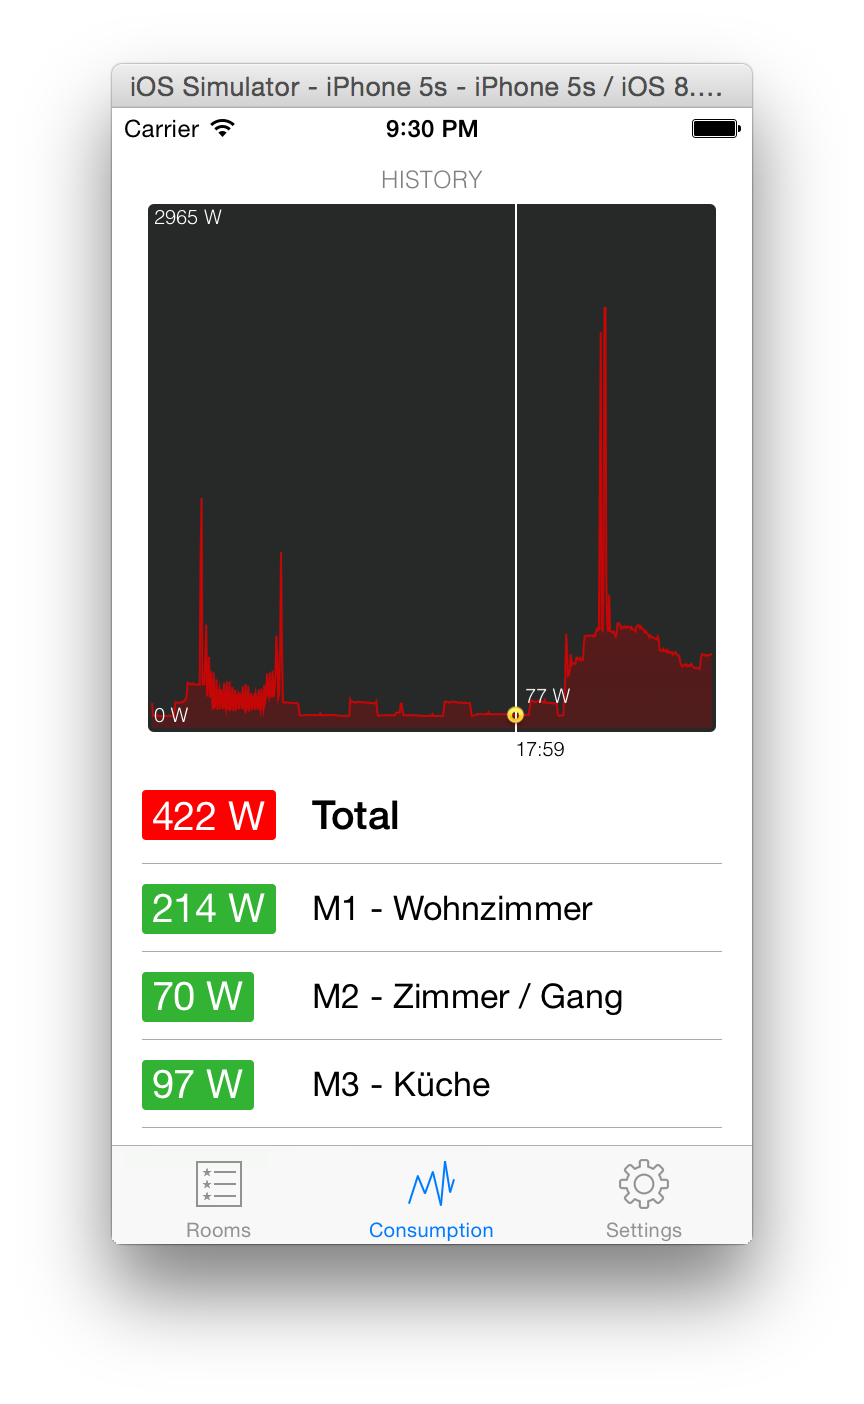 iOS Simulator - iPhone 5s - iPhone 5s / iOS 8....
Carrier 9:30 PM
HISTORY
2965 W
77 W
0 W
17:59
422 W Total
214 W M1 - Wohnzimmer
70 W M2 - Zimmer / Gang
97 W M3 - Küche
Rooms Consumption Settings